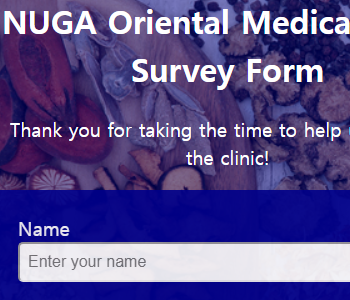 NUGA Oriental Medica
Survey Form
Thank you for taking the time to help
the clinic!
Name
Enter your name